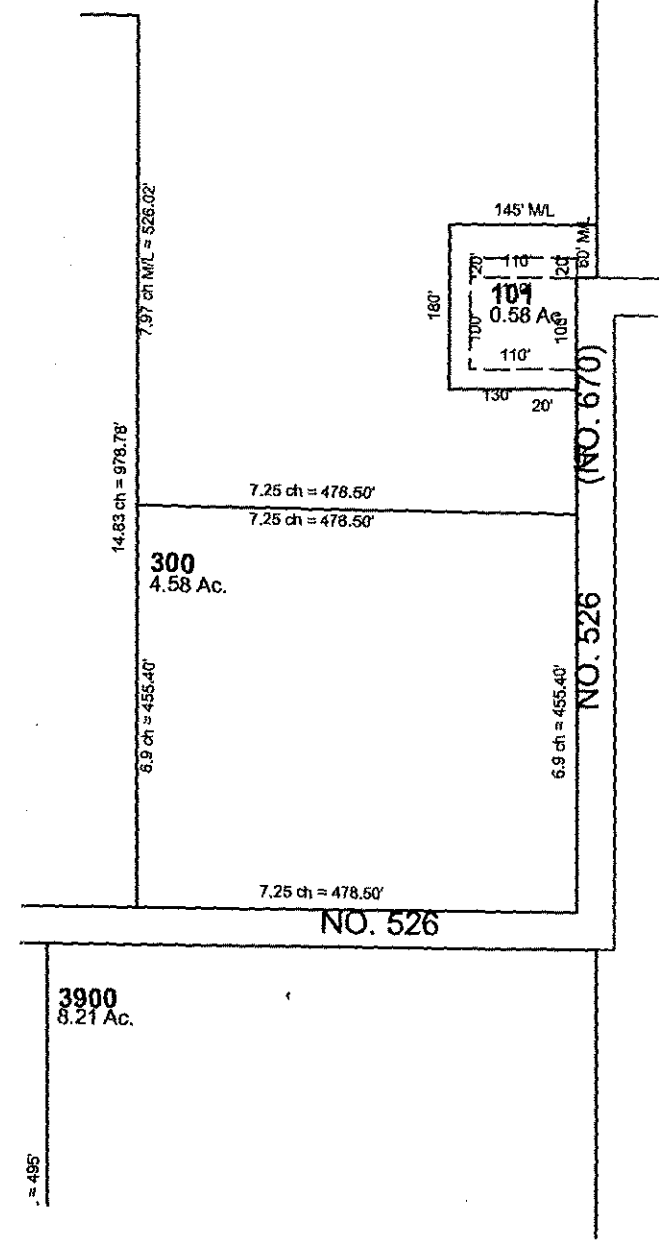 145' M/L
60' M/L
7.97 ch M/L = 526.02'
20'
110'
20'
180'
101
0.58 Ac.
100'
100'
110'
130'
20'
(NO. 670)
14.83 ch = 978.78'
7.25 ch = 478.50'
7.25 ch = 478.50'
300
4.58 Ac.
NO. 526
6.9 ch = 455.40'
6.9 ch = 455.40'
7.25 ch = 478.50'
NO. 526
3900
8.21 Ac.
= 495'